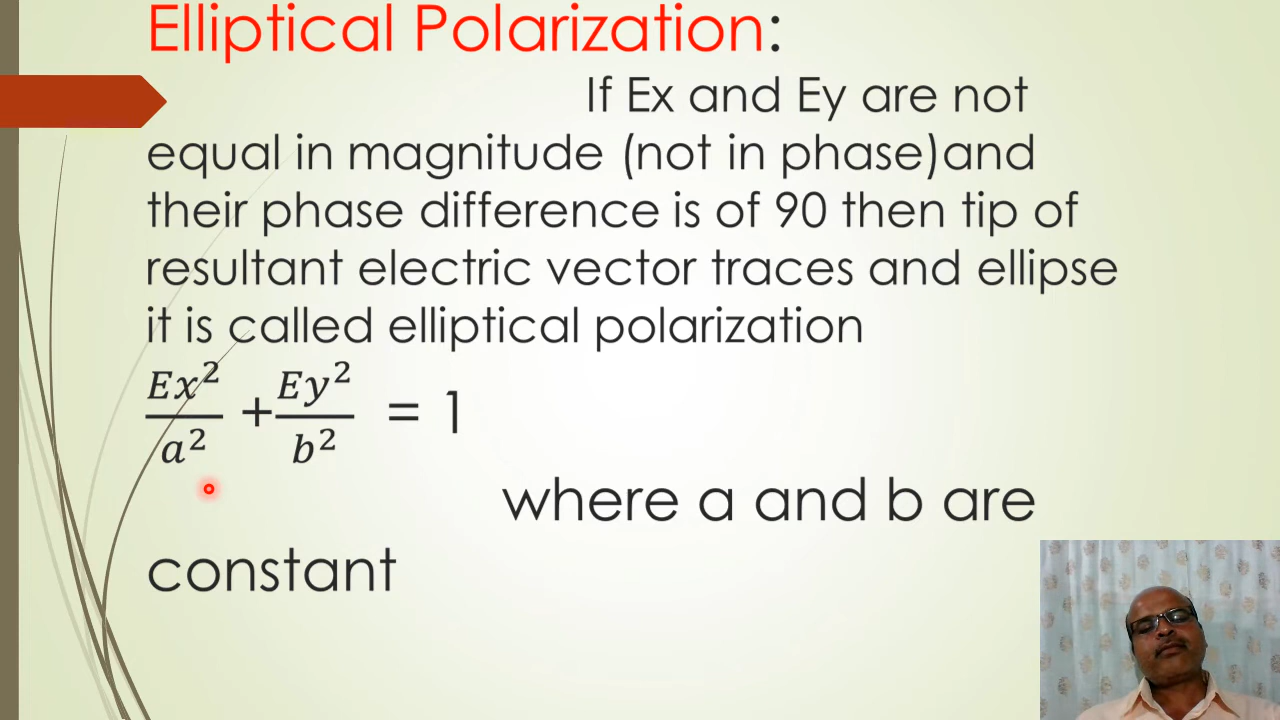 Elliptical Polarization:
If Ex and Ey are not
equal in magnitude (not in phase)and
their phase difference is of 90 then tip of
resultant electric vector traces and ellipse
it is called elliptical polarization
Ex²/a² + Ey²/b² = 1
where a and b are
constant